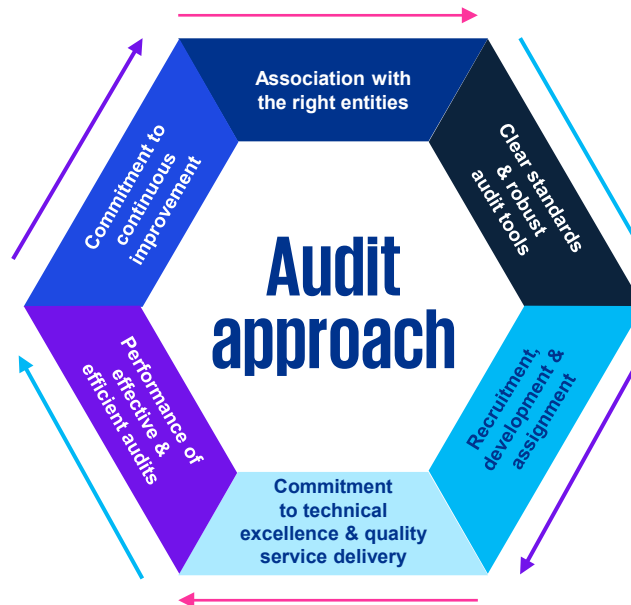 Association with
the right entities
Clear standards
& robust
audit tools
Recruitment,
development &
assignment
Commitment
to technical
excellence & quality
service delivery
Performance of
effective &
efficient audits
Commitment to
continuous
improvement
Audit
approach